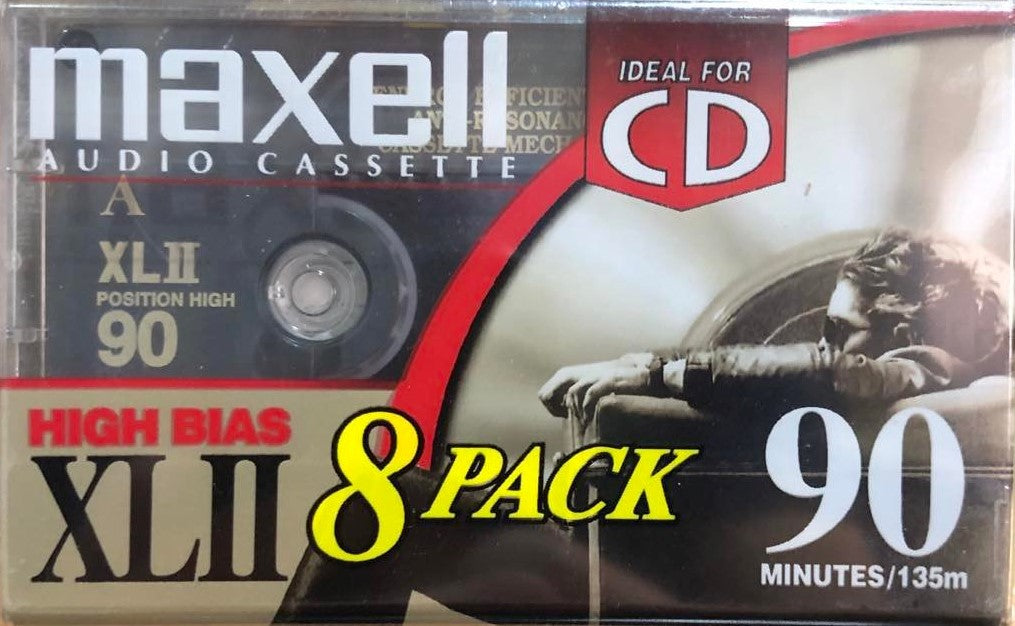 maxell
AUDIO CASSETTE
IDEAL FOR
CD
A
XLII
POSITION HIGH
90
HIGH BIAS
XLII
8 PACK
90
MINUTES/135m